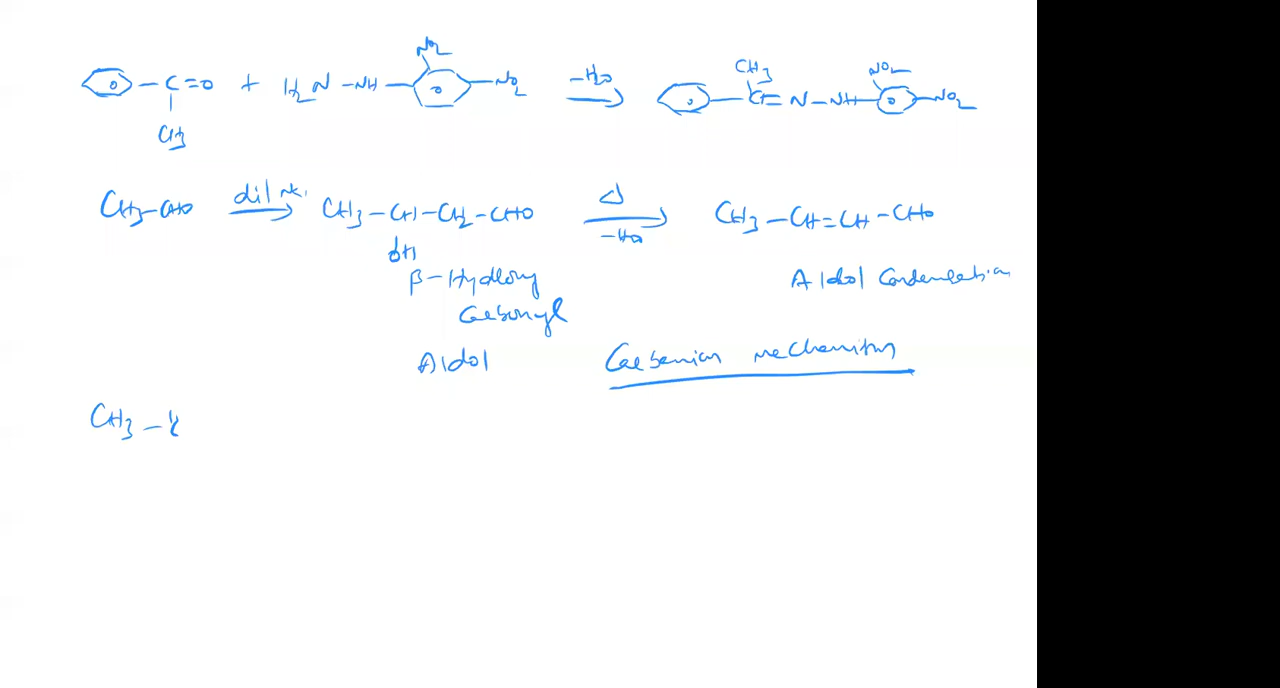 C=O + H2N-NH- NO2 NO2 -H2O CH3 C=N-NH- NO2 NO2
CH3
CH3-CHO dil CH3-CH-CH2-CHO Δ -H2O CH3-CH=CH-CHO
OH
β-Hydroxy Aldol Condensation
Carbonyl
Aldol Carbanion mechanism
CH3-